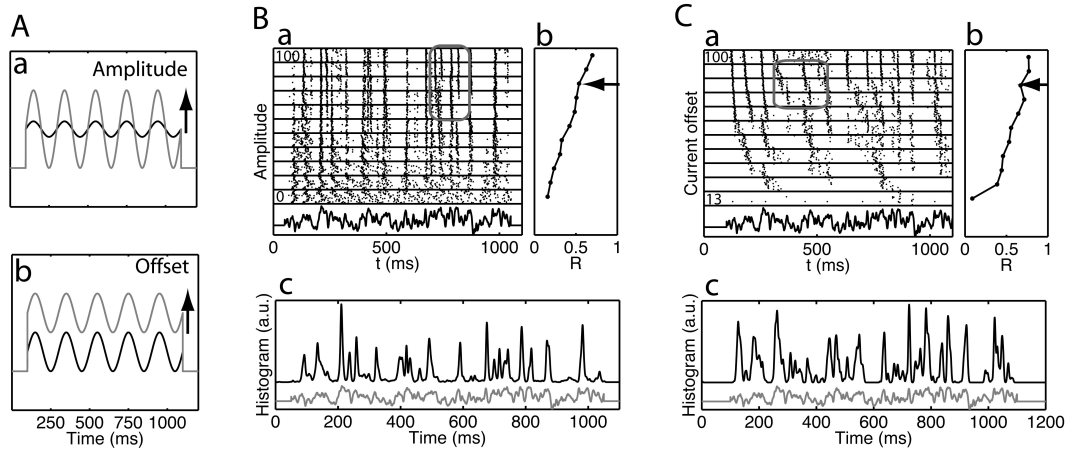 A
a
Amplitude
b
Offset
250 500 750 1000
Time (ms)
B
a
100
Amplitude
0
0 500 1000
t (ms)
b
0 0.5 1
R
c
Histogram (a.u.)
0 200 400 600 800 1000
Time (ms)
C
a
100
Current offset
13
0 500 1000
t (ms)
b
0 0.5 1
R
c
Histogram (a.u.)
0 200 400 600 800 1000 1200
Time (ms)